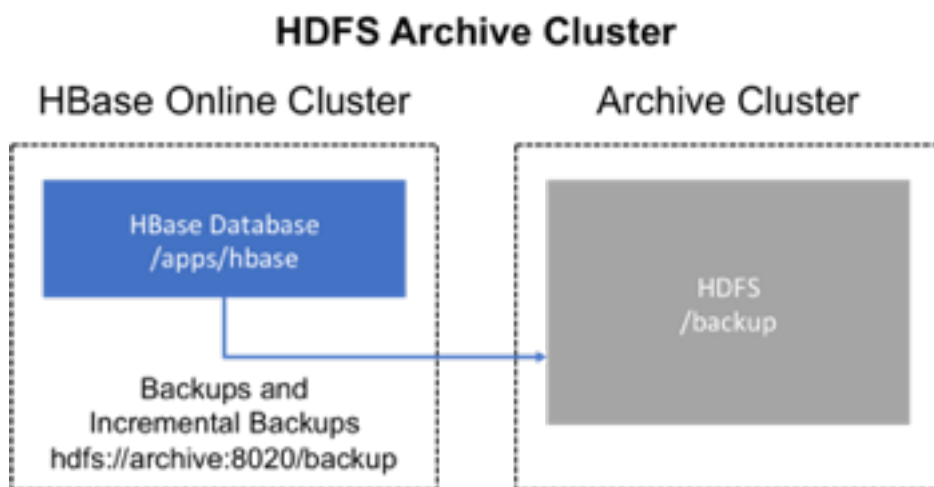 HDFS Archive Cluster
HBase Online Cluster
Archive Cluster
HBase Database
/apps/hbase
HDFS
/backup
Backups and
Incremental Backups
hdfs://archive:8020/backup